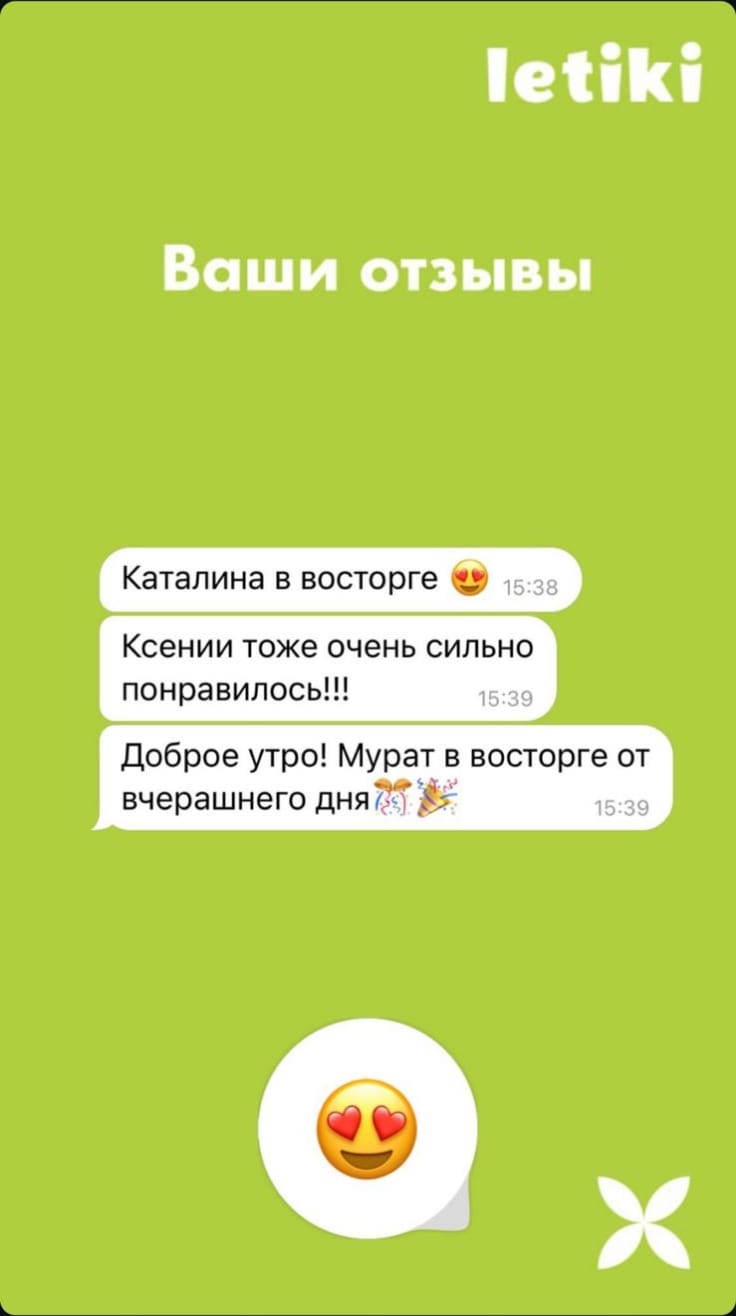 letiki
Ваши отзывы
Каталина в восторге 😍 15:38
Ксении тоже очень сильно
понравилось!!! 15:39
Доброе утро! Мурат в восторге от
вчерашнего дня🎊🎉 15:39